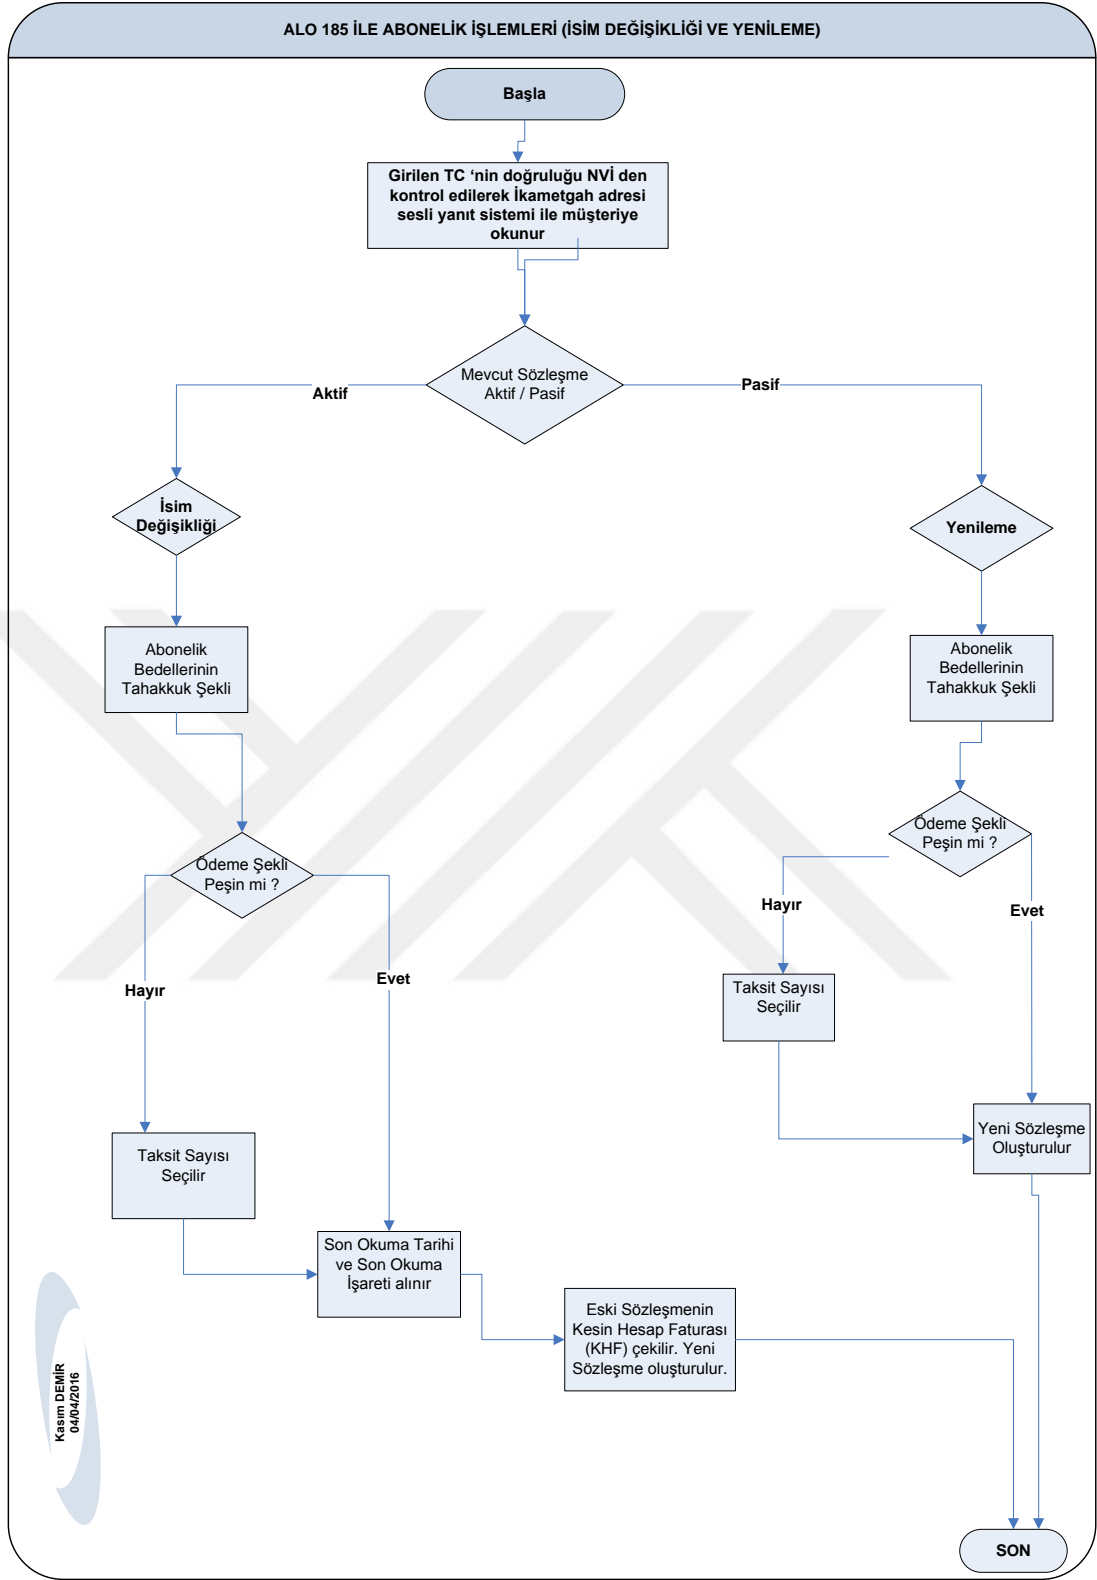 ALO 185 İLE ABONELİK İŞLEMLERİ (İSİM DEĞİŞİKLİĞİ VE YENİLEME)
Başla
Girilen TC ‘nin doğruluğu NVİ den
kontrol edilerek İkametgah adresi
sesli yanıt sistemi ile müşteriye
okunur
Mevcut Sözleşme
Aktif / Pasif
Aktif
Pasif
İsim
Değişikliği
Yenileme
Abonelik
Bedellerinin
Tahakkuk Şekli
Abonelik
Bedellerinin
Tahakkuk Şekli
Ödeme Şekli
Peşin mi ?
Ödeme Şekli
Peşin mi ?
Hayır
Evet
Hayır
Evet
Taksit Sayısı
Seçilir
Yeni Sözleşme
Oluşturulur
Taksit Sayısı
Seçilir
Son Okuma Tarihi
ve Son Okuma
İşareti alınır
Eski Sözleşmenin
Kesin Hesap Faturası
(KHF) çekilir. Yeni
Sözleşme oluşturulur.
Kasım DEMİR
04/04/2016
SON